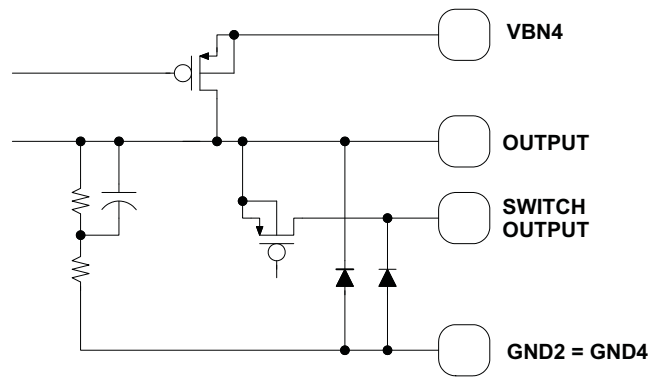 VBN4
OUTPUT
SWITCH
OUTPUT
GND2 = GND4